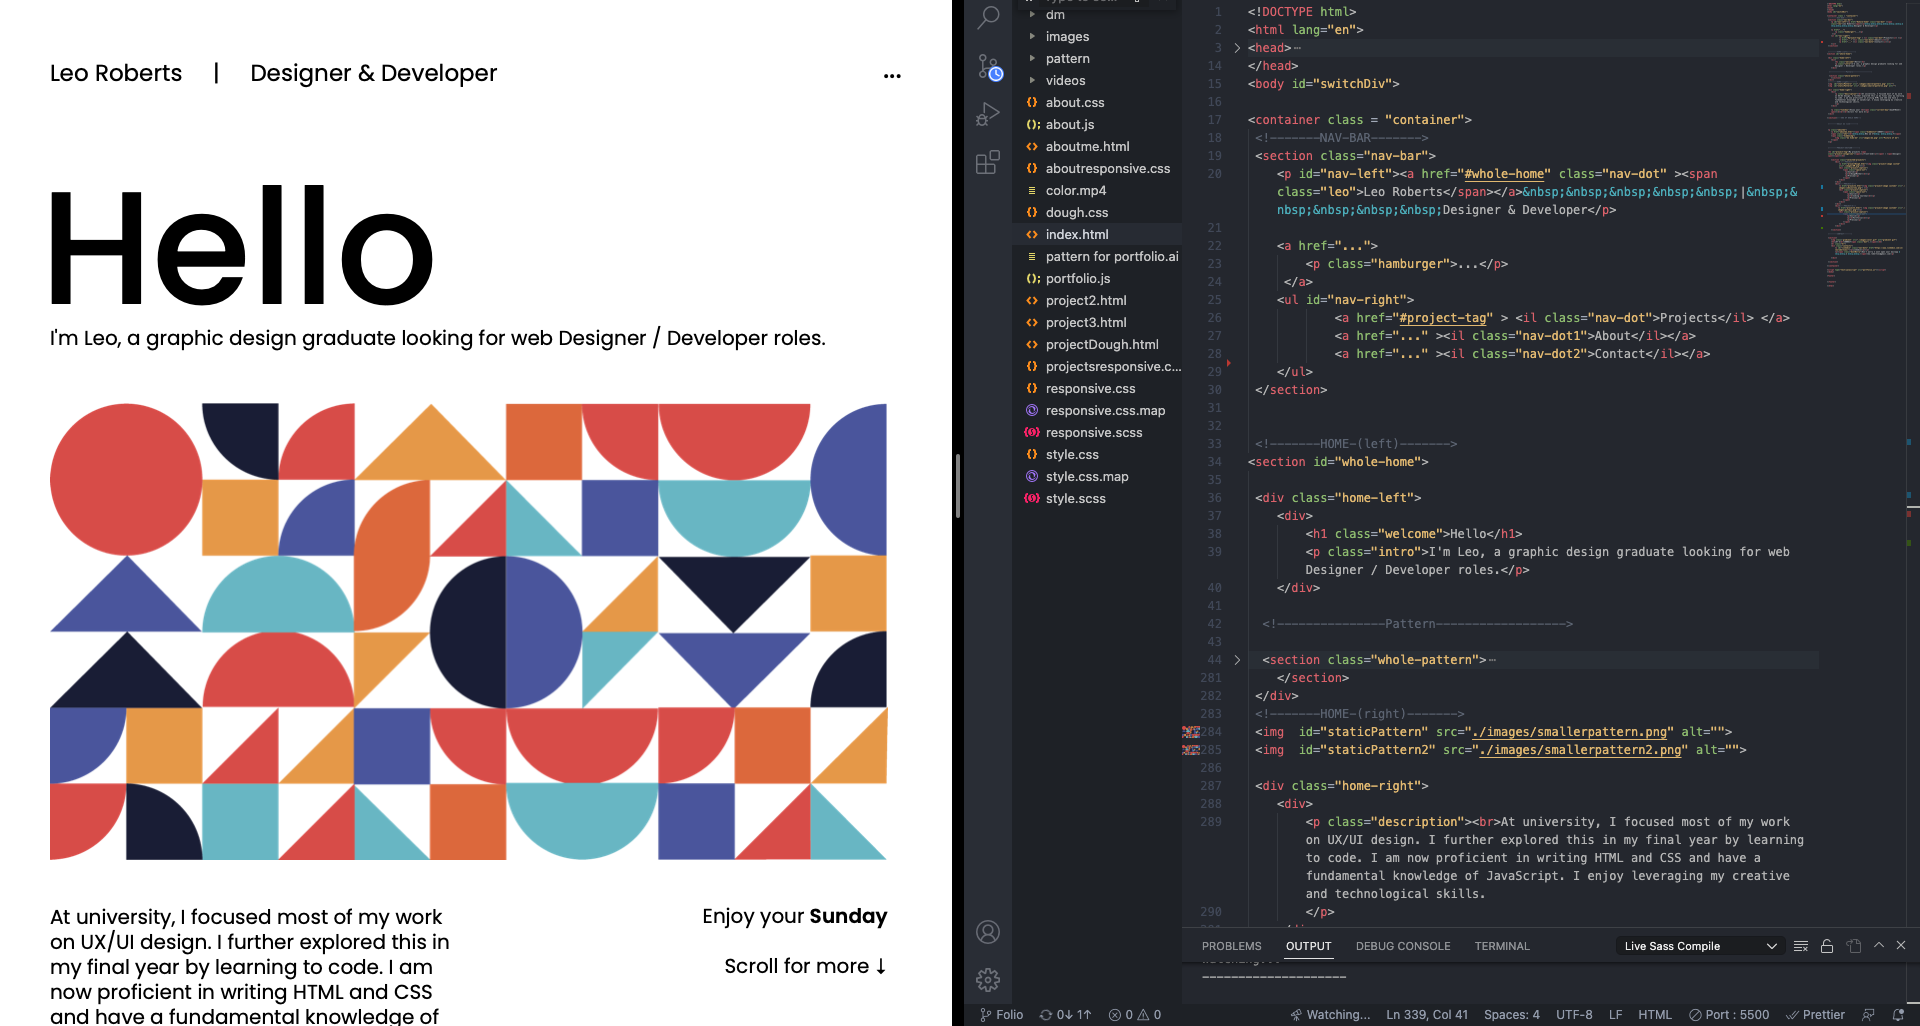 Leo Roberts | Designer & Developer
...
Hello
I'm Leo, a graphic design graduate looking for web Designer / Developer roles.
At university, I focused most of my work
on UX/UI design. I further explored this in
my final year by learning to code. I am
now proficient in writing HTML and CSS
and have a fundamental knowledge of
Enjoy your Sunday
Scroll for more ↓
dm
images
pattern
videos
about.css
about.js
aboutme.html
aboutresponsive.css
color.mp4
dough.css
index.html
pattern for portfolio.ai
portfolio.js
project2.html
project3.html
projectDough.html
projectsresponsive.c...
responsive.css
responsive.css.map
responsive.scss
style.css
style.css.map
style.scss
1 <!DOCTYPE html>
2 <html lang="en">
3 <head>⋯
14 </head>
15 <body id="switchDiv">
16
17 <container class = "container">
18 <!-------NAV-BAR------->
19 <section class="nav-bar">
20 <p id="nav-left"><a href="#whole-home" class="nav-dot" ><span
class="leo">Leo Roberts</span></a>&nbsp;&nbsp;&nbsp;&nbsp;&nbsp;|&nbsp;&
nbsp;&nbsp;&nbsp;&nbsp;Designer & Developer</p>
21
22 <a href="...">
23 <p class="hamburger">...</p>
24 </a>
25 <ul id="nav-right">
26 <a href="#project-tag" > <il class="nav-dot">Projects</il> </a>
27 <a href="..." ><il class="nav-dot1">About</il></a>
28 <a href="..." ><il class="nav-dot2">Contact</il></a>
29 </ul>
30 </section>
31
32
33 <!-------HOME-(left)------->
34 <section id="whole-home">
35
36 <div class="home-left">
37 <div>
38 <h1 class="welcome">Hello</h1>
39 <p class="intro">I'm Leo, a graphic design graduate looking for web
Designer / Developer roles.</p>
40 </div>
41
42 <!---------------Pattern------------------>
43
44 <section class="whole-pattern">⋯
281 </section>
282 </div>
283 <!-------HOME-(right)------->
284 <img  id="staticPattern" src="./images/smallerpattern.png" alt="">
285 <img  id="staticPattern2" src="./images/smallerpattern2.png" alt="">
286
287 <div class="home-right">
288 <div>
289 <p class="description"><br>At university, I focused most of my work
on UX/UI design. I further explored this in my final year by learning
to code. I am now proficient in writing HTML and CSS and have a
fundamental knowledge of JavaScript. I enjoy leveraging my creative
and technological skills.
290 </p>
PROBLEMS OUTPUT DEBUG CONSOLE TERMINAL Live Sass Compile
--------------------
Folio 0↓ 1↑ 0 0 Watching... Ln 339, Col 41 Spaces: 4 UTF-8 LF HTML Port : 5500 Prettier